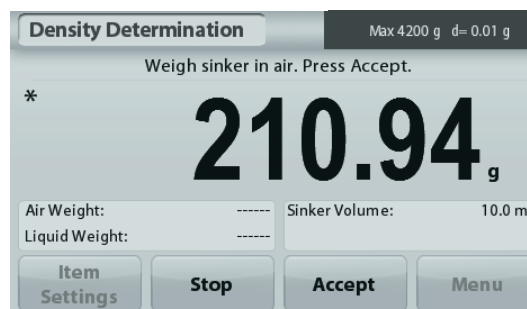 Density Determination Max 4200 g d= 0.01 g
Weigh sinker in air. Press Accept.
*
210.94 g
Air Weight: ------ Sinker Volume: 10.0 m
Liquid Weight: ------
Item Settings Stop Accept Menu